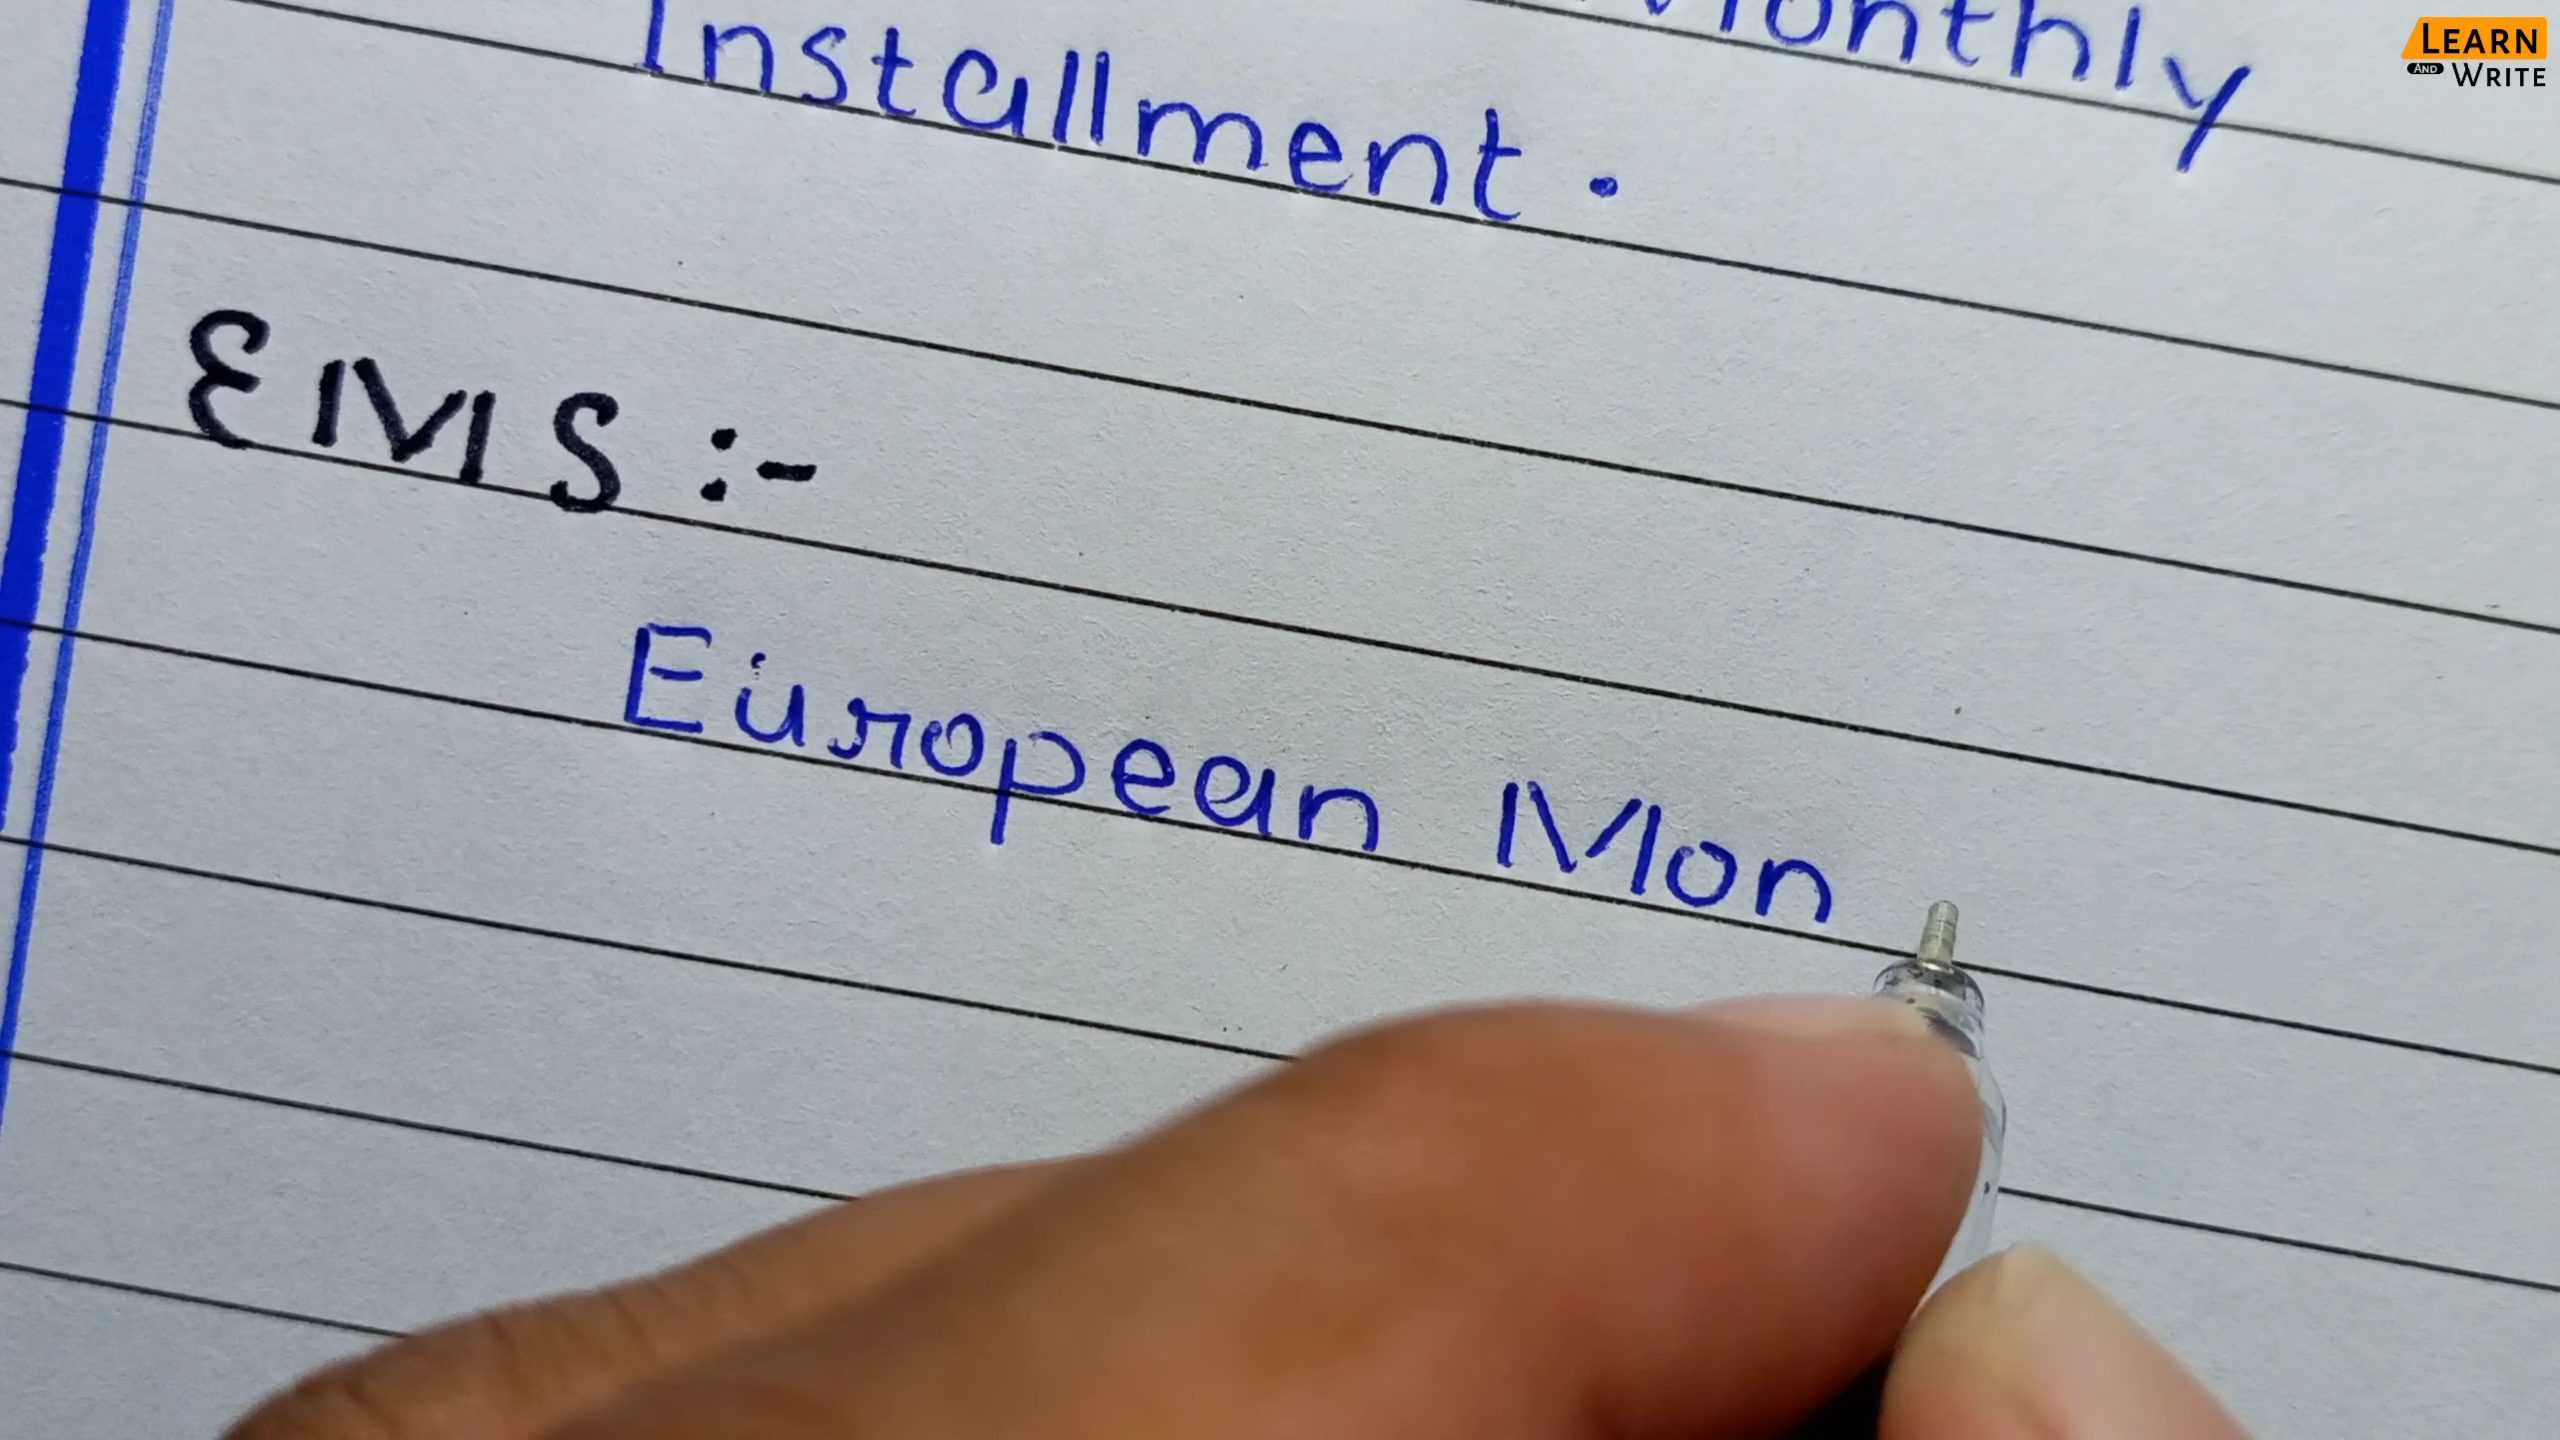 Monthly
Installment.
EMS :-
European Mon
LEARN
AND WRITE